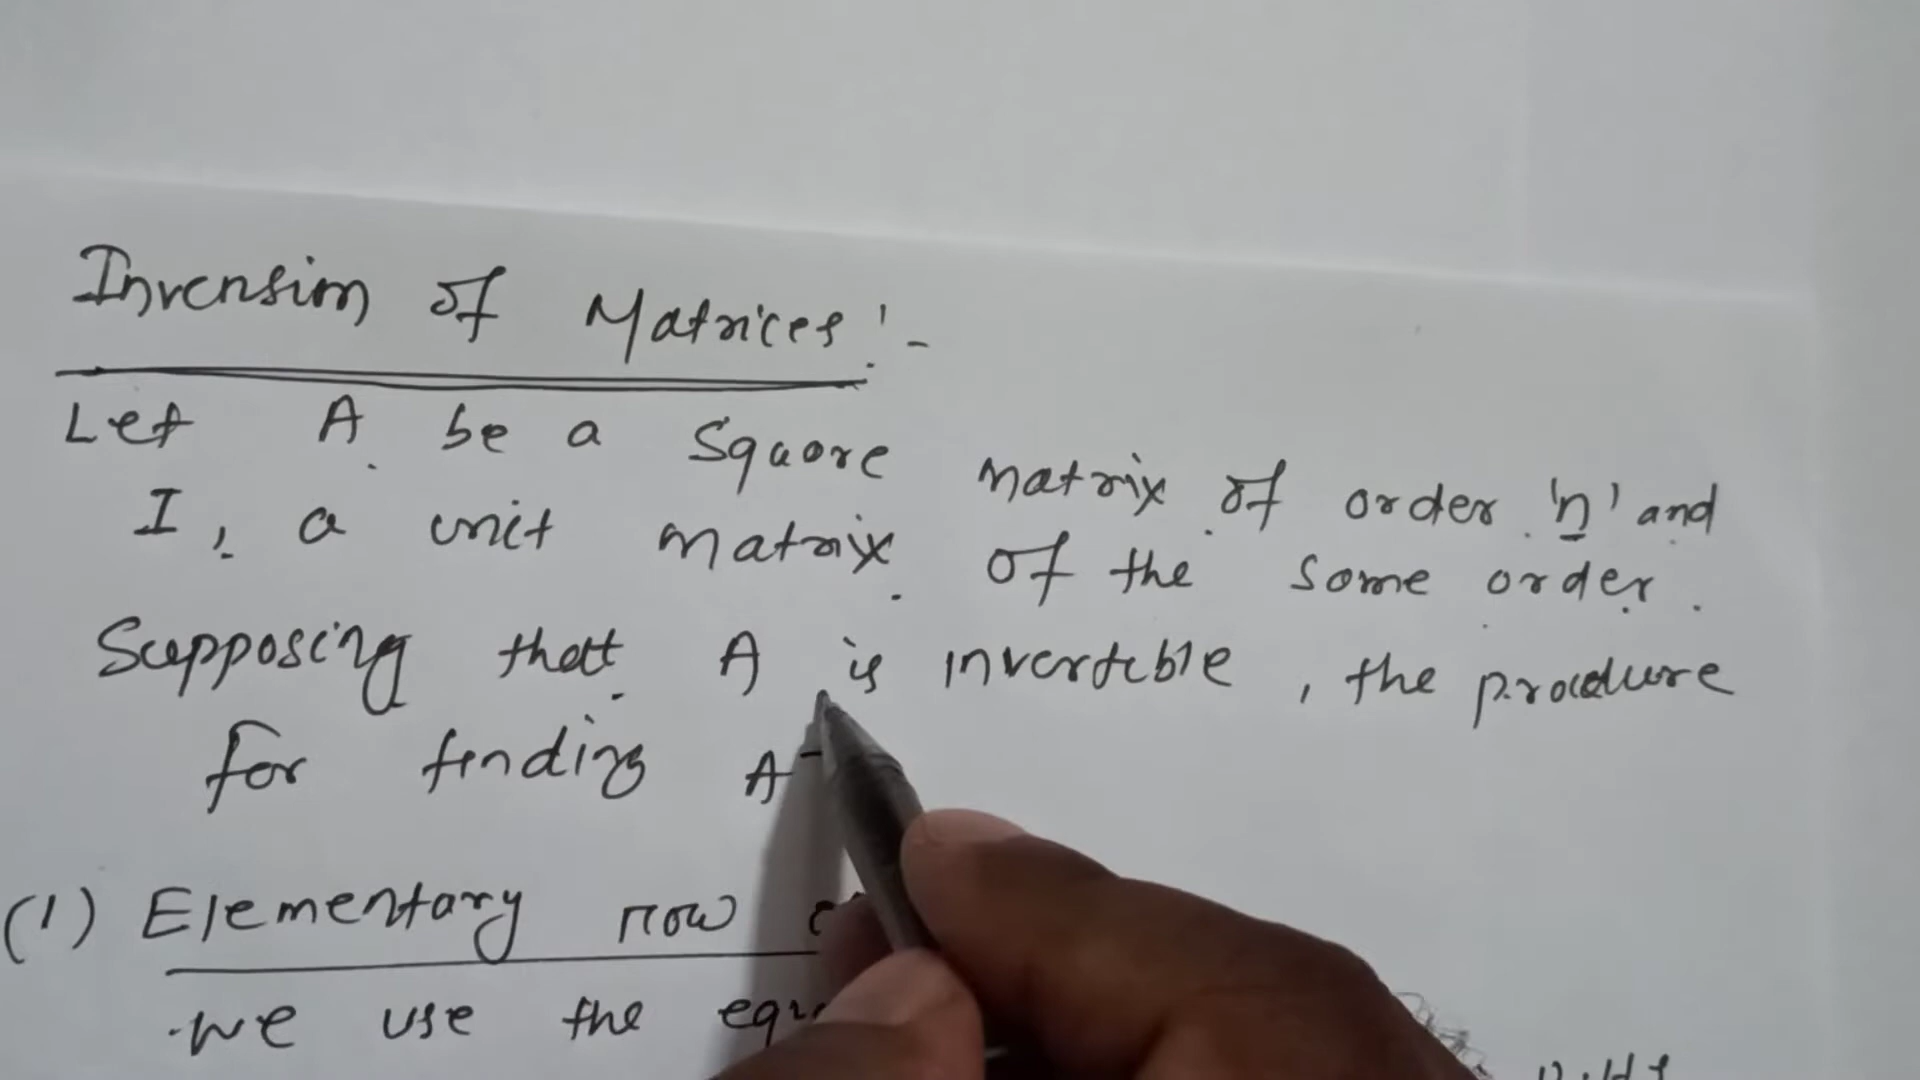 Inversion of Matrices:-
Let A be a square matrix of order 'n' and
I, a unit matrix of the same order.
Supposing that A is invertible, the procedure
for finding A
(1) Elementary row
we use the